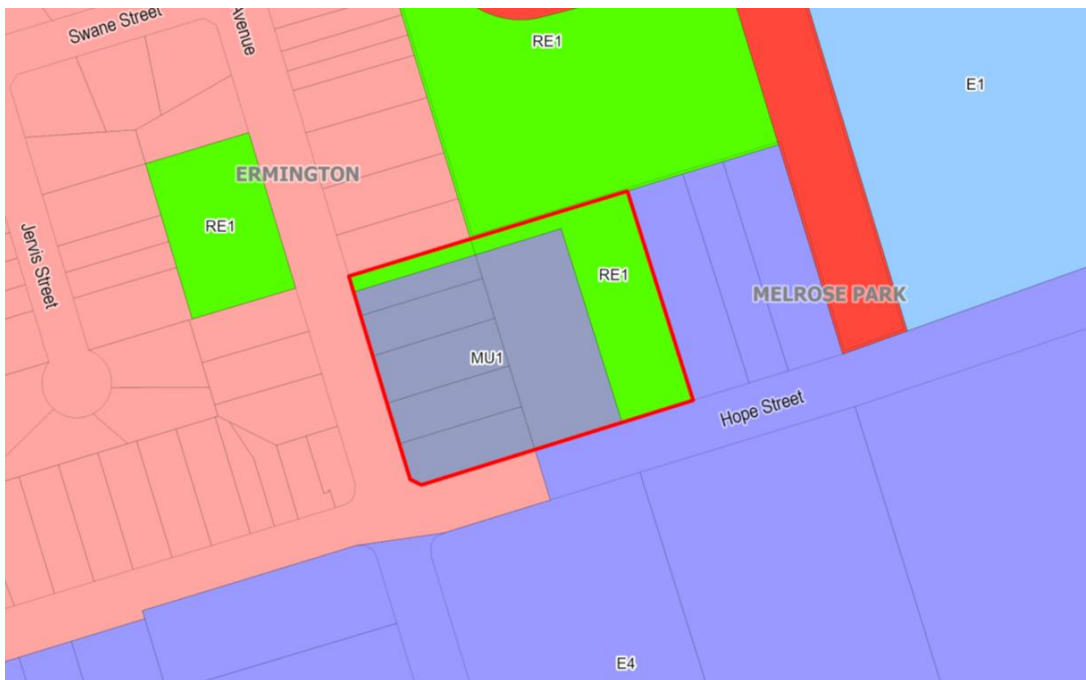 Swane Street
Avenue
RE1
E1
ERMINGTON
RE1
Jervis Street
RE1
MELROSE PARK
MU1
Hope Street
E4